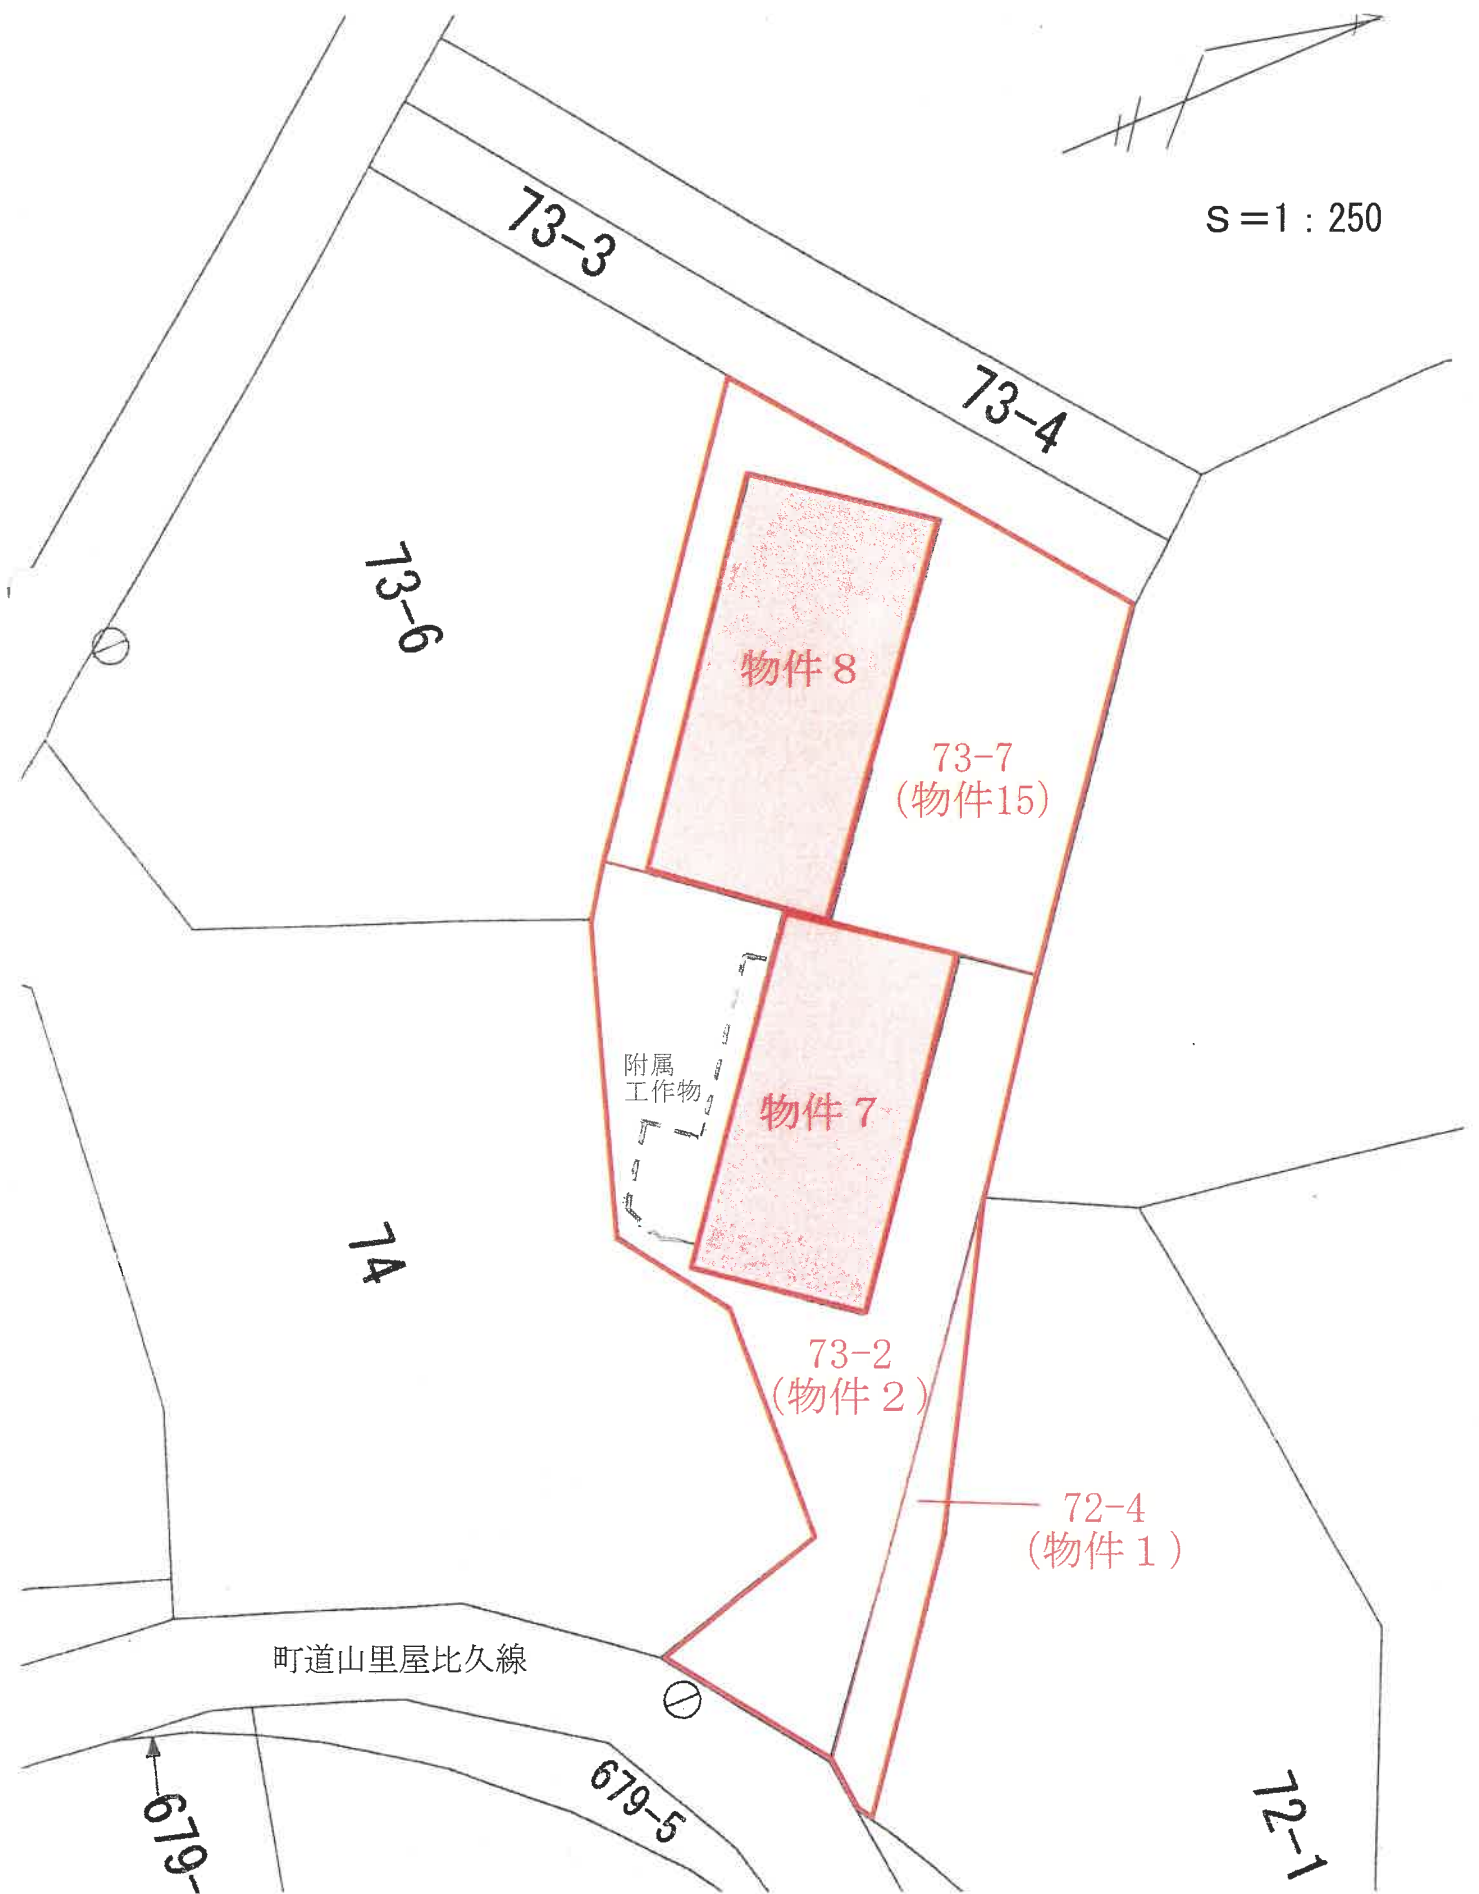 S=1：250
73-3
73-4
73-6
物件８
73-7
(物件15)
附属
工作物
物件７
74
73-2
(物件２)
72-4
(物件１)
町道山里屋比久線
679-5
679-
72-1